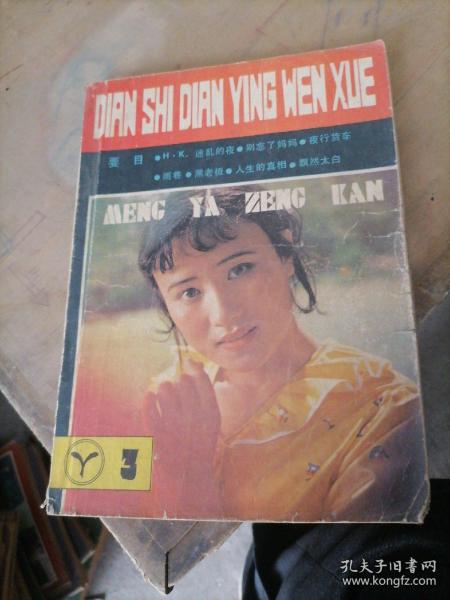 DIAN SHI DIAN YING WEN XUE
要目 ●H·K. 迷乱的夜●别忘了妈妈●夜行货车
●雨巷●黑老板●人生的真相●飘然太白
MENG YA ZENG KAN
3
孔夫子旧书网
www.kongfz.com